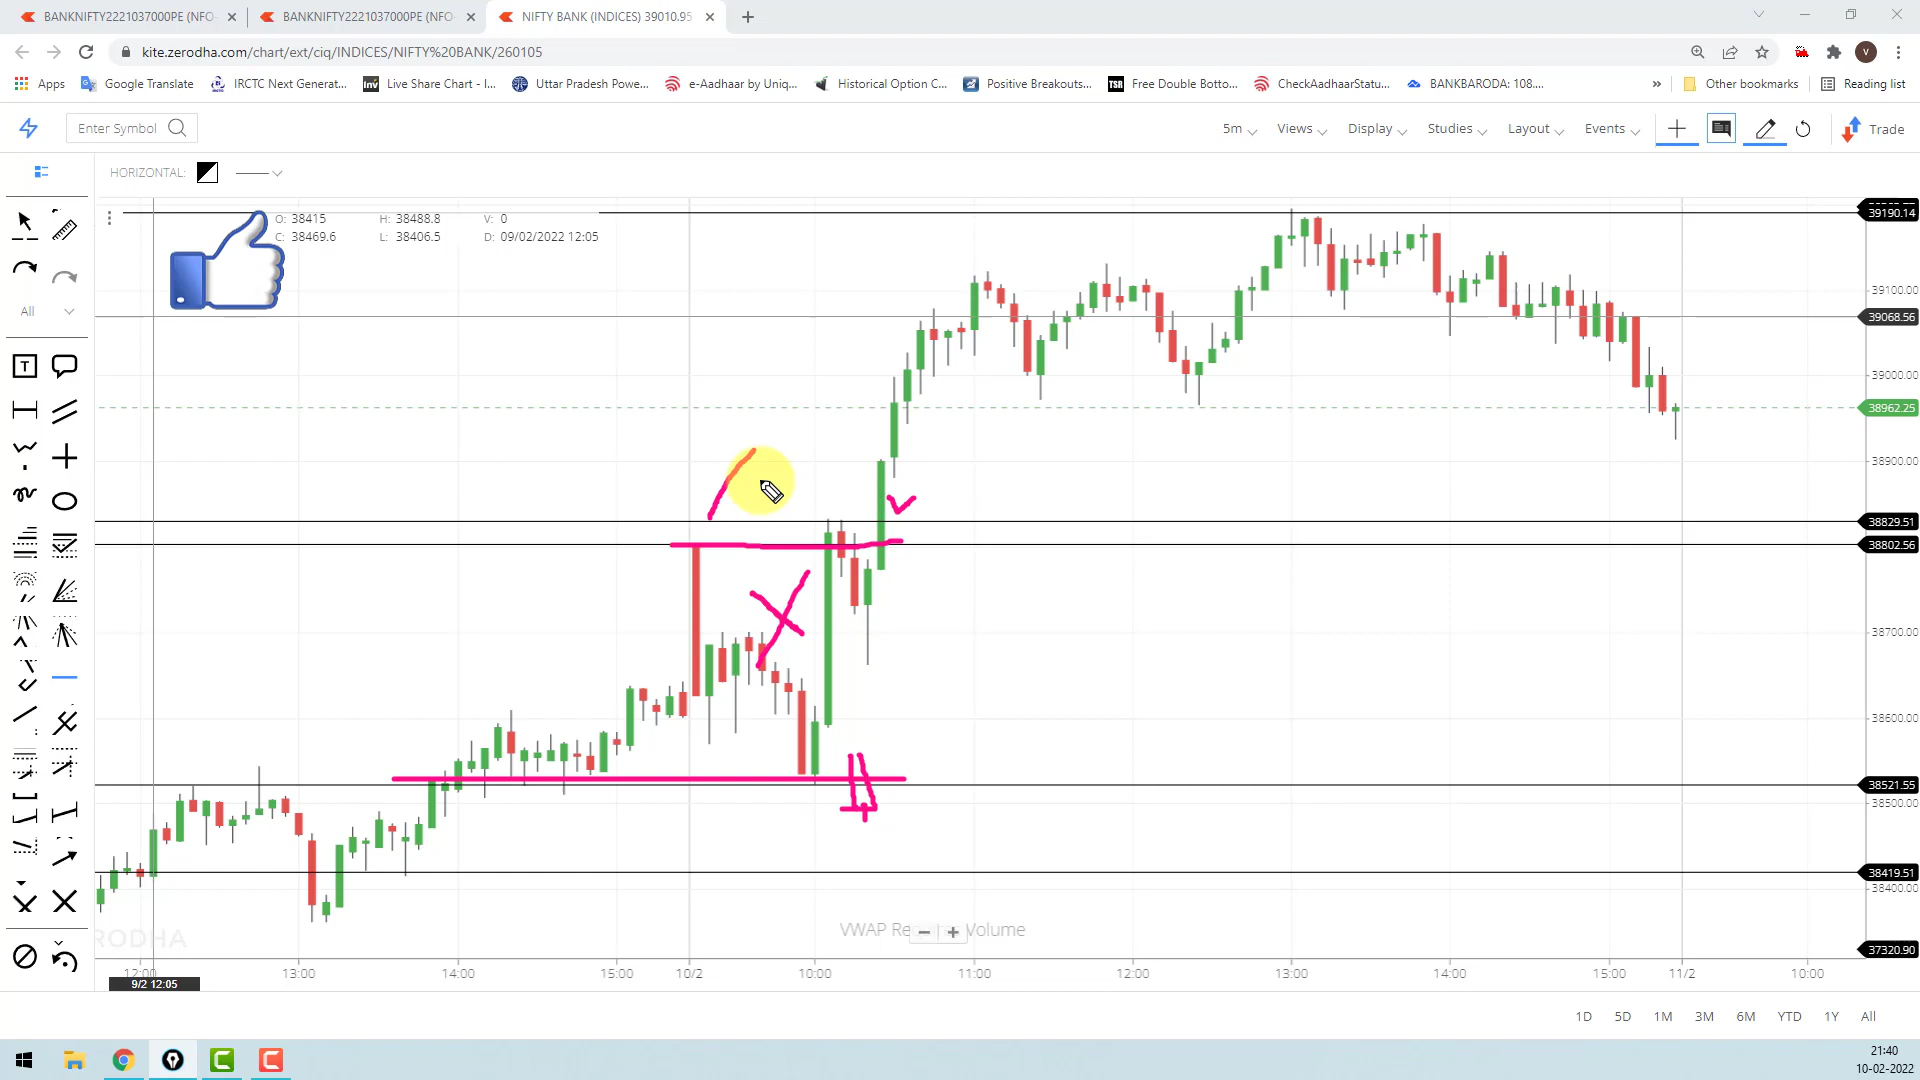 BANKNIFTY2221037000PE (NFO
BANKNIFTY2221037000PE (NFO
NIFTY BANK (INDICES) 39010.95
kite.zerodha.com/chart/ext/ciq/INDICES/NIFTY%20BANK/260105
V
Apps
Google Translate
IRCTC Next Generat...
Inv Live Share Chart - I...
Uttar Pradesh Powe...
e-Aadhaar by Uniq...
Historical Option C...
Positive Breakouts...
TSR Free Double Botto...
CheckAadhaarStatu...
BANKBARODA: 108....
Other bookmarks
Reading list
Enter Symbol
5m
Views
Display
Studies
Layout
Events
Trade
HORIZONTAL:
O: 38415 H: 38488.8 V: 0
C: 38469.6 L: 38406.5 D: 09/02/2022 12:05
All
T
39190.14
39100.00
39068.56
39000.00
38962.25
38900.00
38829.51
38802.56
38700.00
38600.00
38521.55
38500.00
38419.51
38400.00
37320.90
RODHA
VWAP Re Volume
12:00 13:00 14:00 15:00 10/2 10:00 11:00 12:00 13:00 14:00 15:00 11/2 10:00
9/2 12:05
1D 5D 1M 3M 6M YTD 1Y All
21:40
10-02-2022